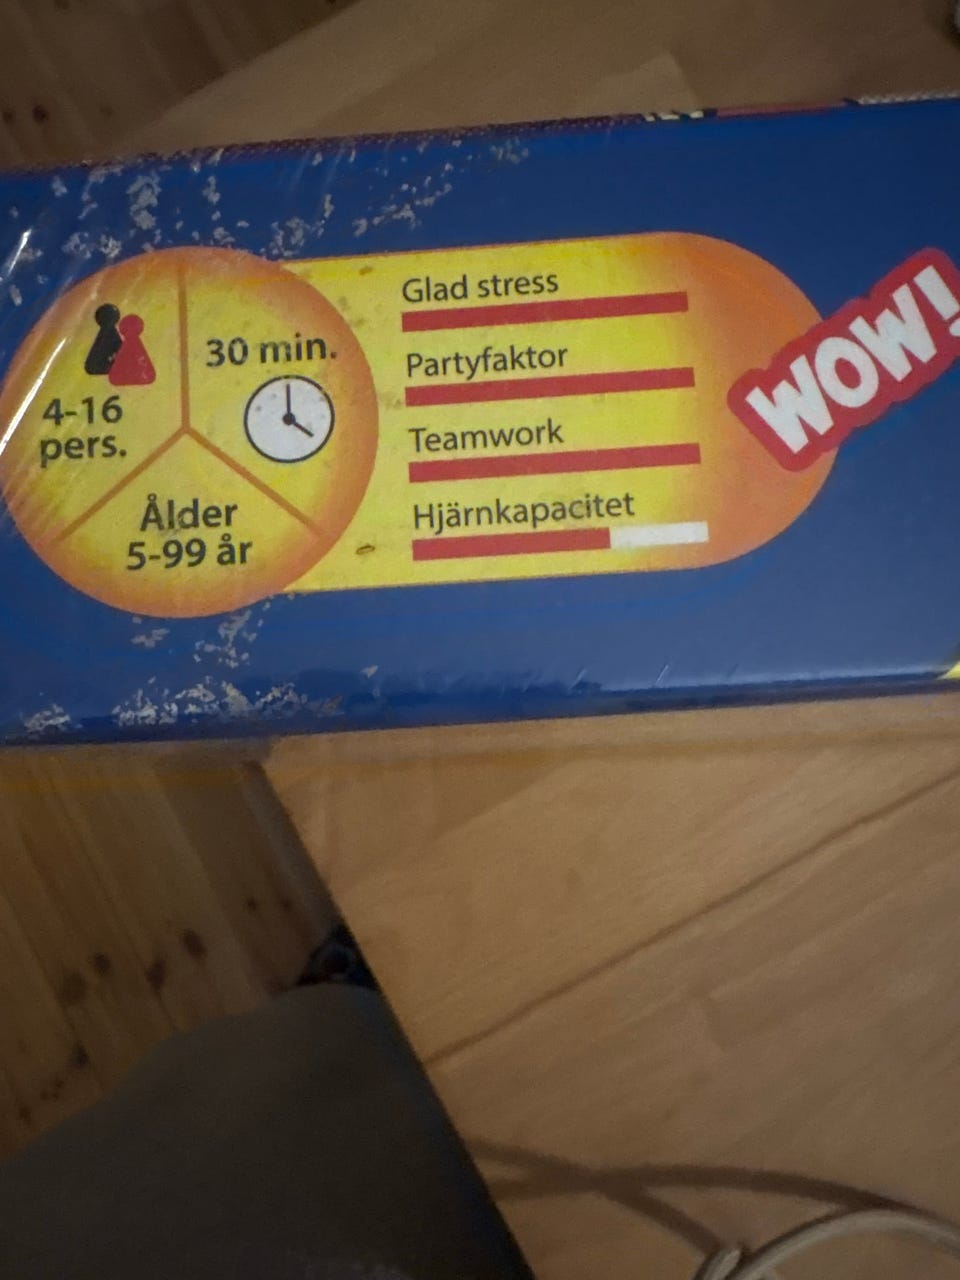 4-16
pers.
30 min.
Ålder
5-99 år
Glad stress
Partyfaktor
Teamwork
Hjärnkapacitet
WOW!